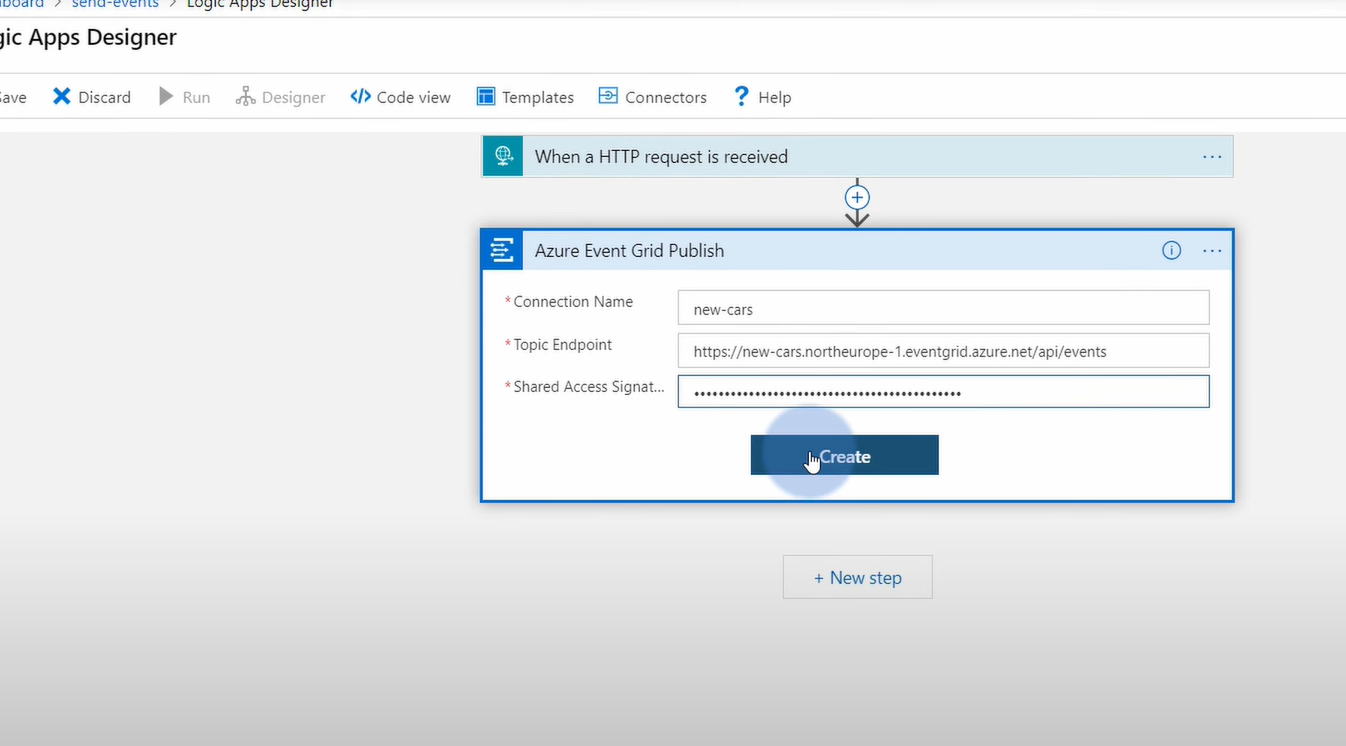 board > send-events > Logic Apps Designer
gic Apps Designer
Save Discard Run Designer Code view Templates Connectors ? Help
When a HTTP request is received ...
Azure Event Grid Publish ...
* Connection Name new-cars
* Topic Endpoint https://new-cars.northeurope-1.eventgrid.azure.net/api/events
* Shared Access Signat... ••••••••••••••••••••••••••••••••••••••••••••
Create
+ New step